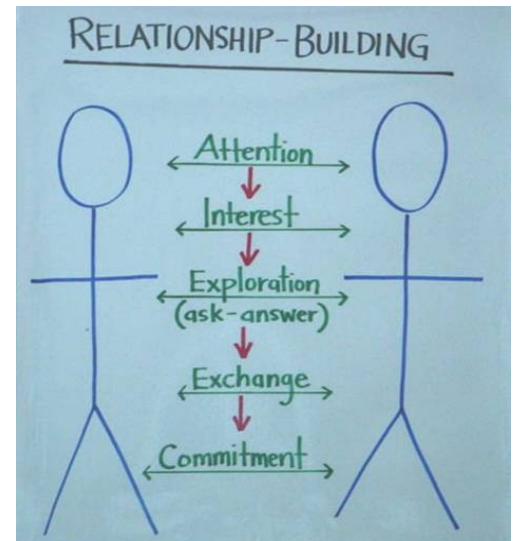 RELATIONSHIP-BUILDING
Attention
Interest
Exploration
(ask-answer)
Exchange
Commitment